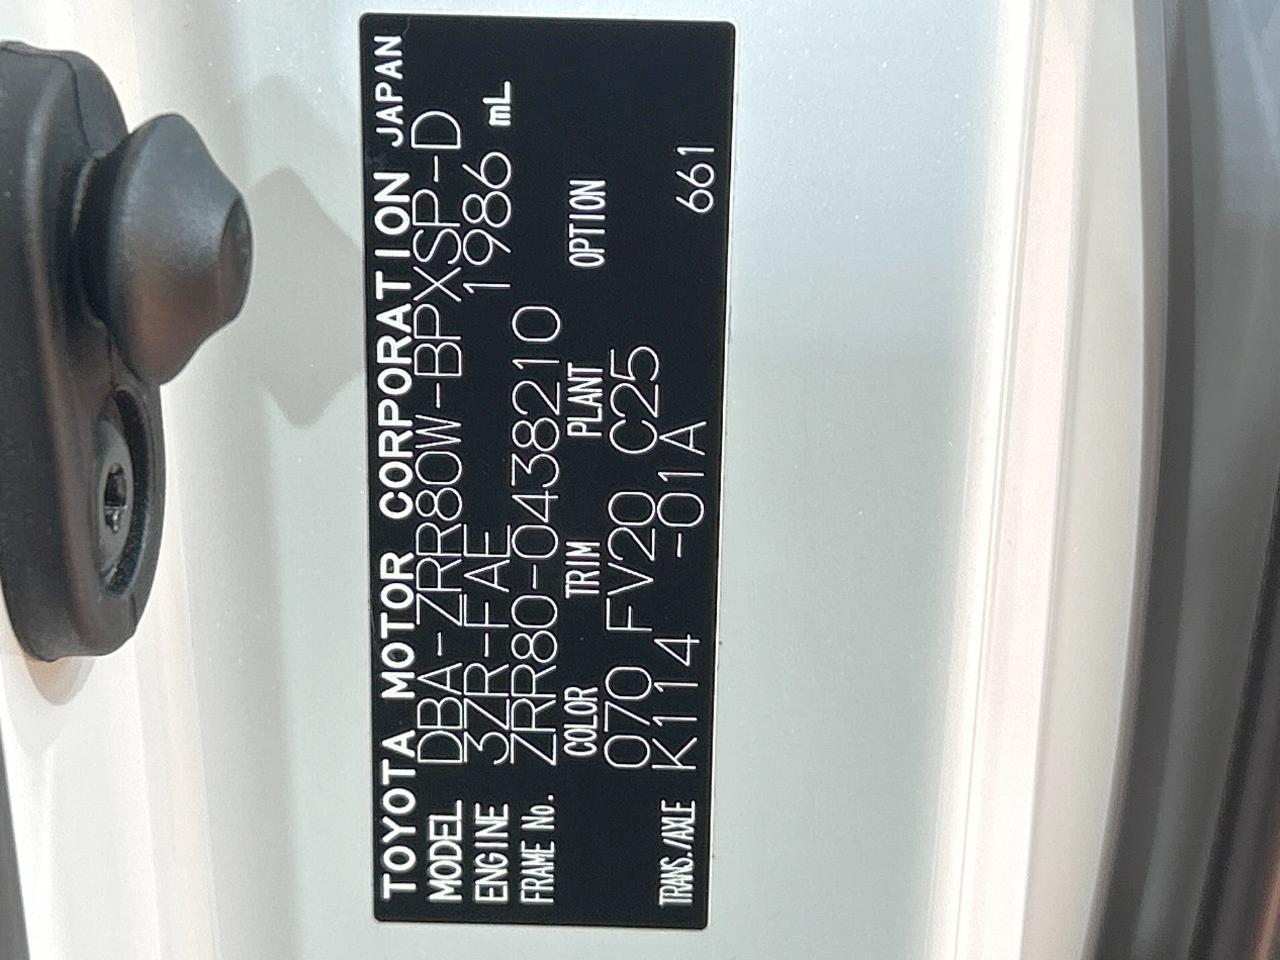 TOYOTA MOTOR CORPORATION JAPAN
MODEL DBA-ZRR80W-BPXSP-D
ENGINE 3ZR-FAE 1986 mL
FRAME No. ZRR80-0438210
COLOR TRIM PLANT OPTION
070 FV20 C25
TRANS./AXLE K114 -01A 661